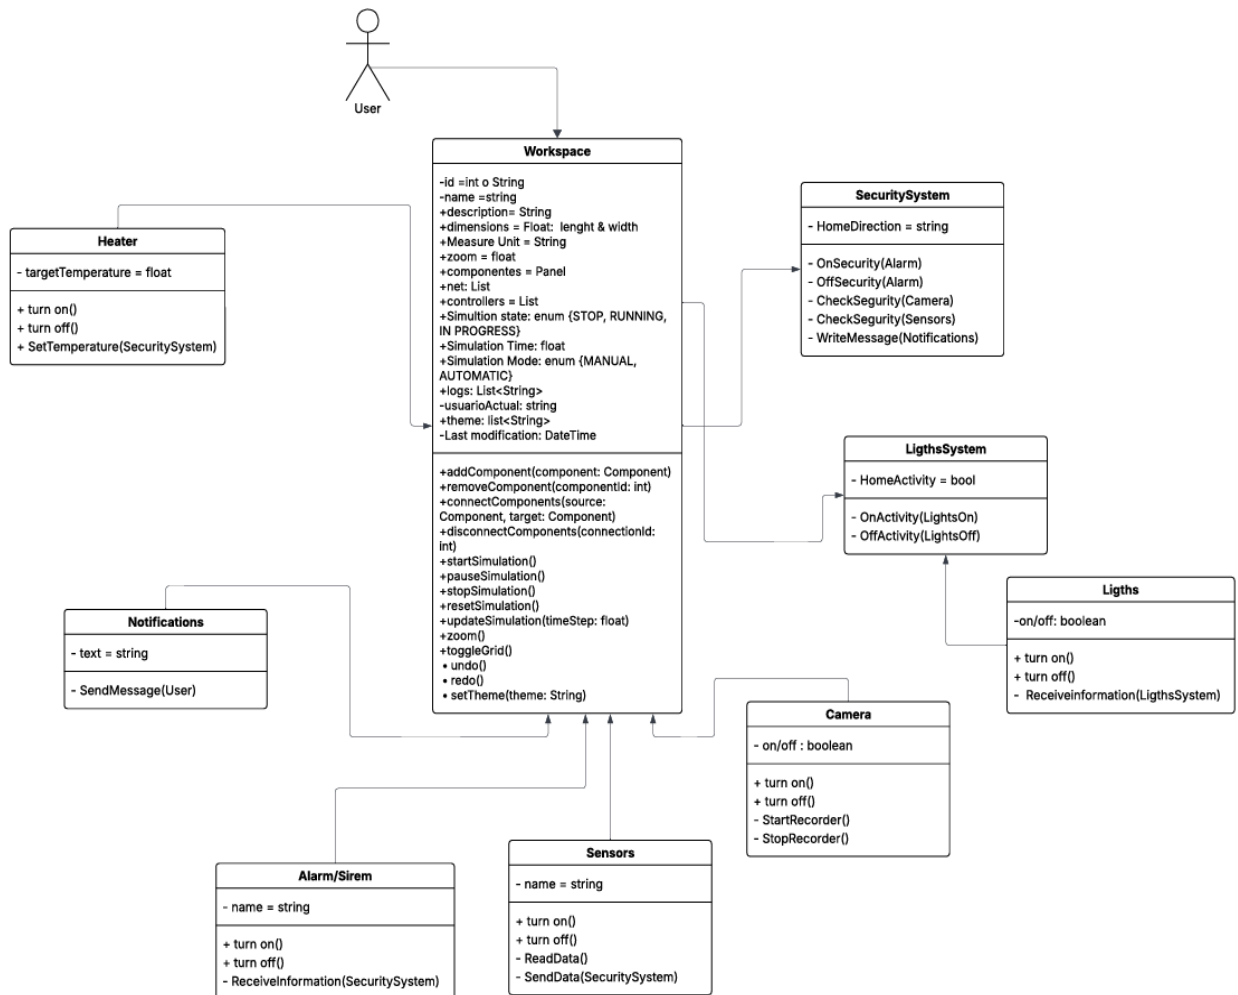 User
Workspace
-id =int o String
-name =string
+description= String
+dimensions = Float:  lenght & width
+Measure Unit = String
+zoom = float
+componentes = Panel
+net: List
+controllers = List
+Simultion state: enum {STOP, RUNNING,
IN PROGRESS}
+Simulation Time: float
+Simulation Mode: enum {MANUAL,
AUTOMATIC}
+logs: List<String>
-usuarioActual: string
+theme: list<String>
-Last modification: DateTime
+addComponent(component: Component)
+removeComponent(componentId: int)
+connectComponents(source:
Component, target: Component)
+disconnectComponents(connectionId:
int)
+startSimulation()
+pauseSimulation()
+stopSimulation()
+resetSimulation()
+updateSimulation(timeStep: float)
+zoom()
+toggleGrid()
• undo()
• redo()
• setTheme(theme: String)
SecuritySystem
- HomeDirection = string
- OnSecurity(Alarm)
- OffSecurity(Alarm)
- CheckSegurity(Camera)
- CheckSegurity(Sensors)
- WriteMessage(Notifications)
Heater
- targetTemperature = float
+ turn on()
+ turn off()
+ SetTemperature(SecuritySystem)
LigthsSystem
- HomeActivity = bool
- OnActivity(LightsOn)
- OffActivity(LightsOff)
Ligths
-on/off: boolean
+ turn on()
+ turn off()
- Receiveinformation(LigthsSystem)
Notifications
- text = string
- SendMessage(User)
Camera
- on/off : boolean
+ turn on()
+ turn off()
- StartRecorder()
- StopRecorder()
Sensors
- name = string
+ turn on()
+ turn off()
- ReadData()
- SendData(SecuritySystem)
Alarm/Sirem
- name = string
+ turn on()
+ turn off()
- ReceiveInformation(SecuritySystem)